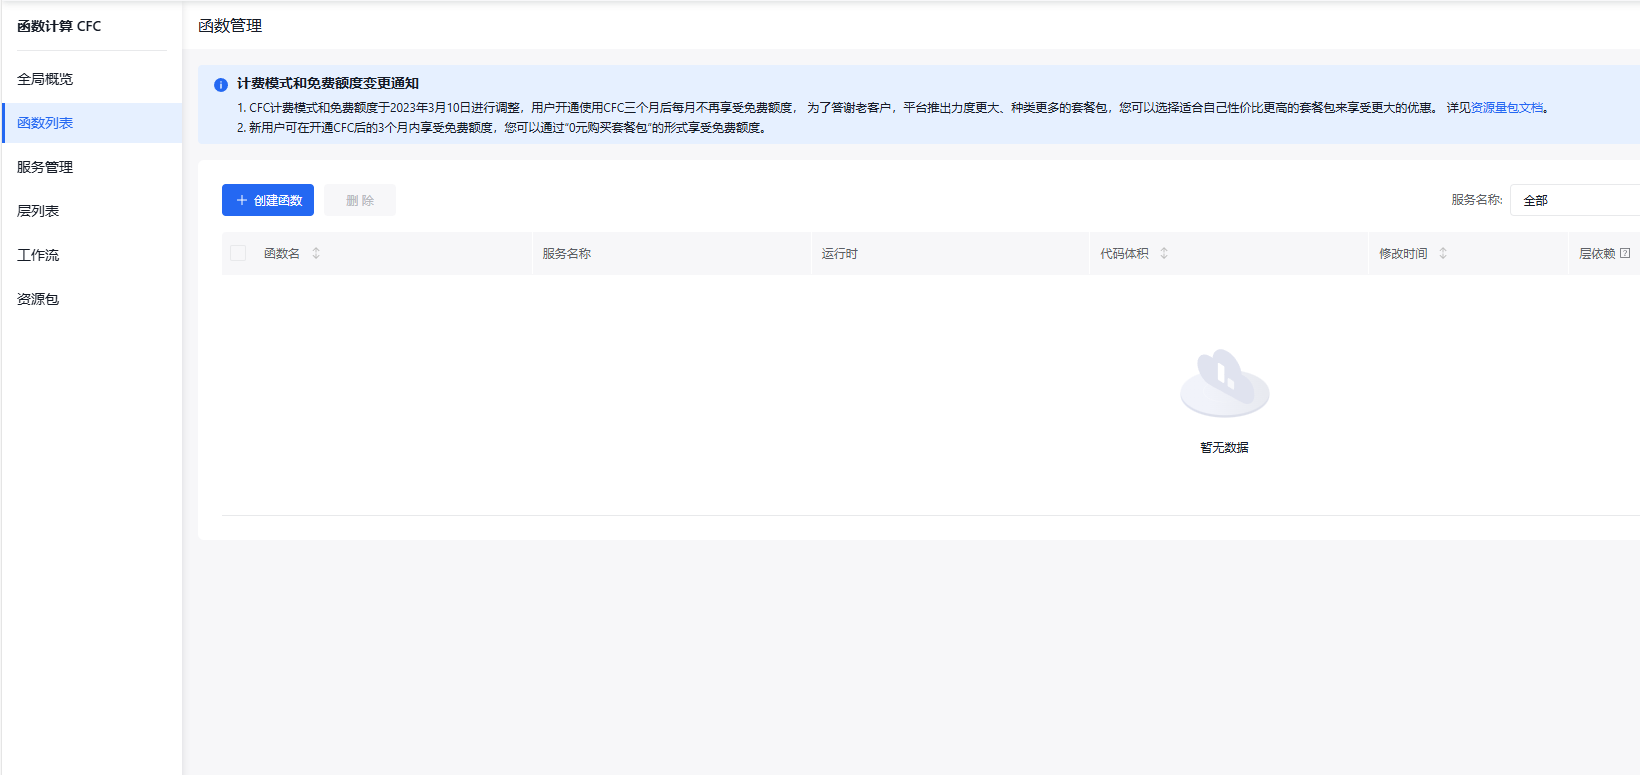 函数计算 CFC
全局概览
函数列表
服务管理
层列表
工作流
资源包
函数管理
计费模式和免费额度变更通知
1. CFC计费模式和免费额度于2023年3月10日进行调整，用户开通使用CFC三个月后每月不再享受免费额度， 为了答谢老客户，平台推出力度更大、种类更多的套餐包，您可以选择适合自己性价比更高的套餐包来享受更大的优惠。 详见资源量包文档。
2. 新用户可在开通CFC后的3个月内享受免费额度，您可以通过“0元购买套餐包”的形式享受免费额度。
创建函数 删 除 服务名称: 全部
函数名 服务名称 运行时 代码体积 修改时间 层依赖 ?
暂无数据